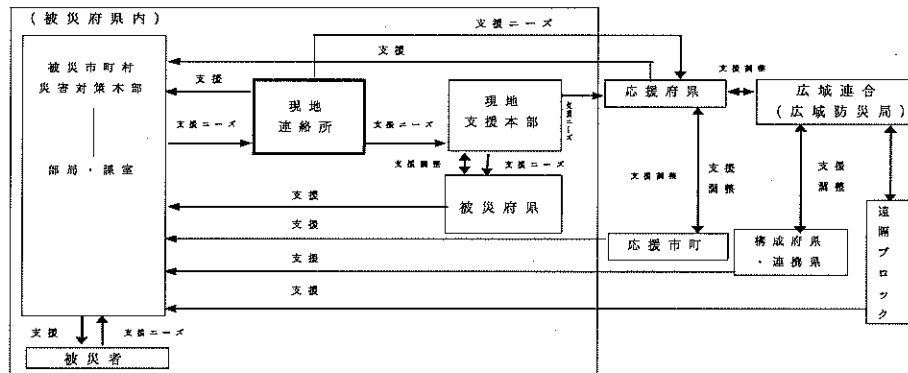 (被災府県内)
支援ニーズ
支援
被災市町村
災害対策本部
部局・課室
支援
支援ニーズ
現地
連絡所
支援ニーズ
現地
支援本部
支援ニーズ
支援調整
支援ニーズ
被災府県
応援府県
支援調整
広域連合
(広域防災局)
支援調整
支援
調整
支援
調整
遠隔ブロック
支援
支援
応援市町
構成府県
・連携県
支援
支援
支援
支援ニーズ
被災者